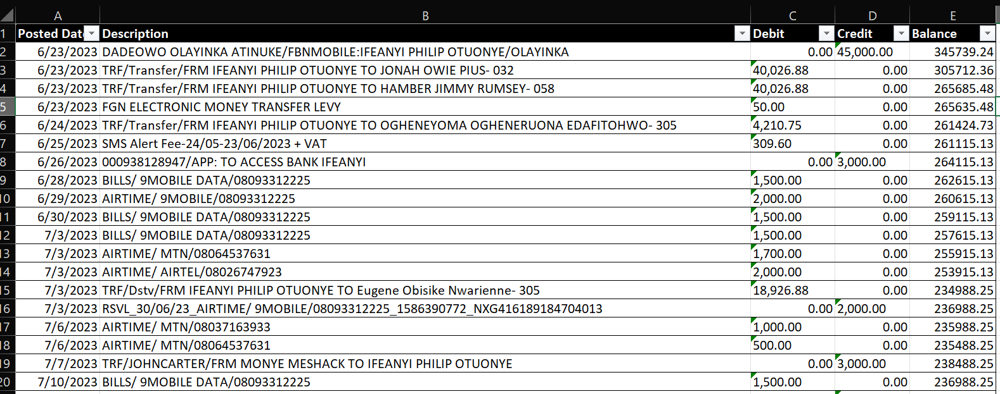 A B C D E
1 Posted Dat Description Debit Credit Balance
2 6/23/2023 DADEOWO OLAYINKA ATINUKE/FBNMOBILE:IFEANYI PHILIP OTUONYE/OLAYINKA 0.00 45,000.00 345739.24
3 6/23/2023 TRF/Transfer/FRM IFEANYI PHILIP OTUONYE TO JONAH OWIE PIUS- 032 40,026.88 0.00 305712.36
4 6/23/2023 TRF/Transfer/FRM IFEANYI PHILIP OTUONYE TO HAMBER JIMMY RUMSEY- 058 40,026.88 0.00 265685.48
5 6/23/2023 FGN ELECTRONIC MONEY TRANSFER LEVY 50.00 0.00 265635.48
6 6/24/2023 TRF/Transfer/FRM IFEANYI PHILIP OTUONYE TO OGHENEYOMA OGHENERUONA EDAFITOHWO- 305 4,210.75 0.00 261424.73
7 6/25/2023 SMS Alert Fee-24/05-23/06/2023 + VAT 309.60 0.00 261115.13
8 6/26/2023 000938128947/APP: TO ACCESS BANK IFEANYI 0.00 3,000.00 264115.13
9 6/28/2023 BILLS/ 9MOBILE DATA/08093312225 1,500.00 0.00 262615.13
10 6/29/2023 AIRTIME/ 9MOBILE/08093312225 2,000.00 0.00 260615.13
11 6/30/2023 BILLS/ 9MOBILE DATA/08093312225 1,500.00 0.00 259115.13
12 7/3/2023 BILLS/ 9MOBILE DATA/08093312225 1,500.00 0.00 257615.13
13 7/3/2023 AIRTIME/ MTN/08064537631 1,700.00 0.00 255915.13
14 7/3/2023 AIRTIME/ AIRTEL/08026747923 2,000.00 0.00 253915.13
15 7/3/2023 TRF/Dstv/FRM IFEANYI PHILIP OTUONYE TO Eugene Obisike Nwarienne- 305 18,926.88 0.00 234988.25
16 7/3/2023 RSVL_30/06/23_AIRTIME/ 9MOBILE/08093312225_1586390772_NXG416189184704013 0.00 2,000.00 236988.25
17 7/6/2023 AIRTIME/ MTN/08037163933 1,000.00 0.00 235988.25
18 7/6/2023 AIRTIME/ MTN/08064537631 500.00 0.00 235488.25
19 7/7/2023 TRF/JOHNCARTER/FRM MONYE MESHACK TO IFEANYI PHILIP OTUONYE 0.00 3,000.00 238488.25
20 7/10/2023 BILLS/ 9MOBILE DATA/08093312225 1,500.00 0.00 236988.25